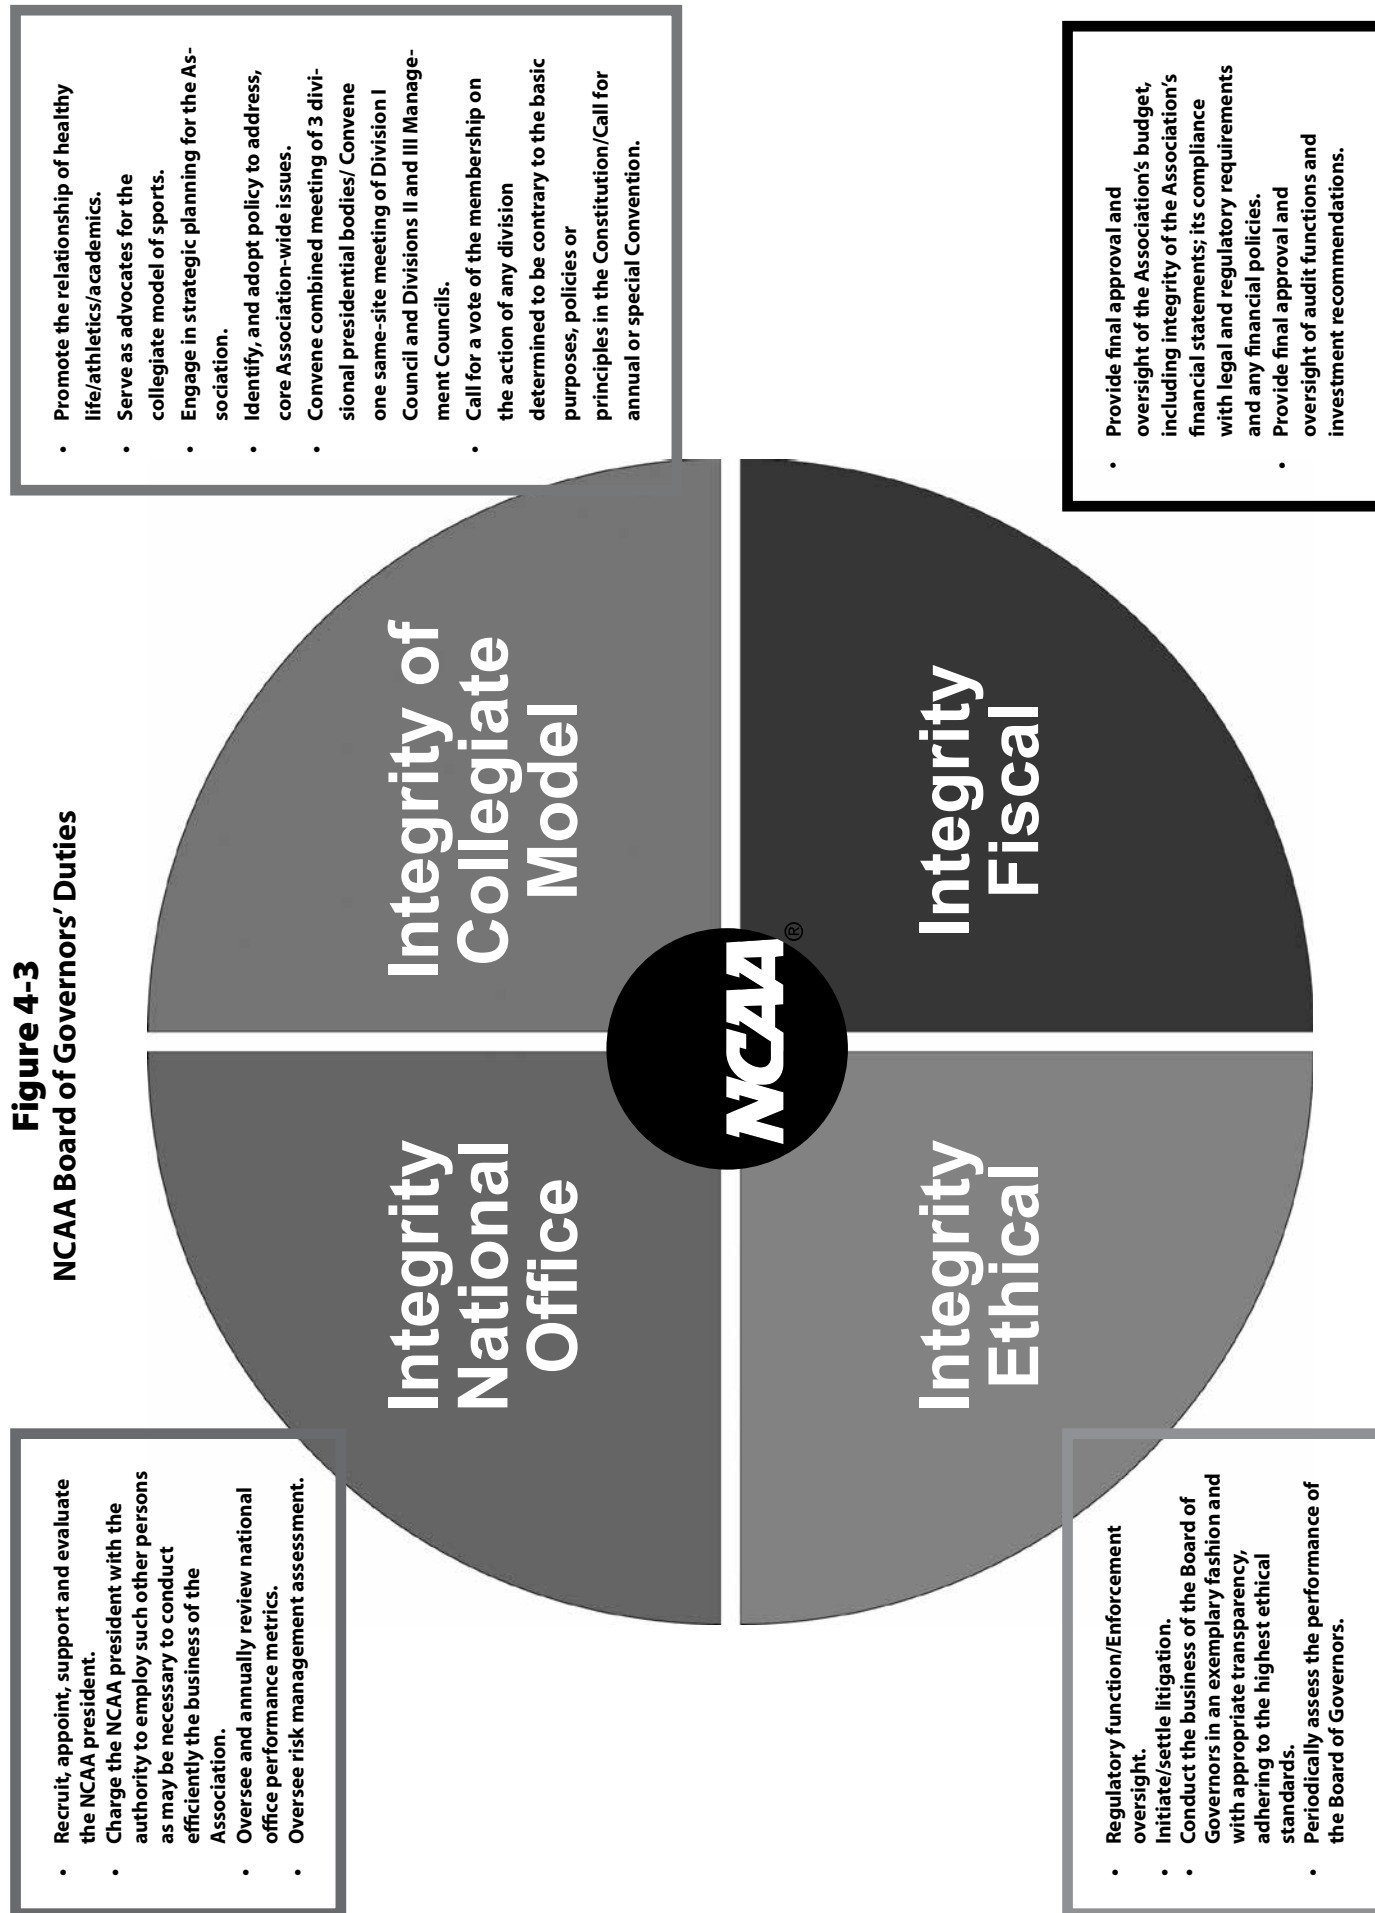 Figure 4-3
NCAA Board of Governors’ Duties
• Recruit, appoint, support and evaluate
the NCAA president.
• Charge the NCAA president with the
authority to employ such other persons
as may be necessary to conduct
efficiently the business of the
Association.
• Oversee and annually review national
office performance metrics.
• Oversee risk management assessment.
• Promote the relationship of healthy
life/athletics/academics.
• Serve as advocates for the
collegiate model of sports.
• Engage in strategic planning for the As-
sociation.
• Identify, and adopt policy to address,
core Association-wide issues.
• Convene combined meeting of 3 divi-
sional presidential bodies/ Convene
one same-site meeting of Division I
Council and Divisions II and III Manage-
ment Councils.
• Call for a vote of the membership on
the action of any division
determined to be contrary to the basic
purposes, policies or
principles in the Constitution/Call for
annual or special Convention.
Integrity
National
Office
Integrity of
Collegiate
Model
NCAA®
Integrity
Ethical
Integrity
Fiscal
• Regulatory function/Enforcement
oversight.
• Initiate/settle litigation.
• Conduct the business of the Board of
Governors in an exemplary fashion and
with appropriate transparency,
adhering to the highest ethical
standards.
• Periodically assess the performance of
the Board of Governors.
• Provide final approval and
oversight of the Association’s budget,
including integrity of the Association’s
financial statements; its compliance
with legal and regulatory requirements
and any financial policies.
• Provide final approval and
oversight of audit functions and
investment recommendations.